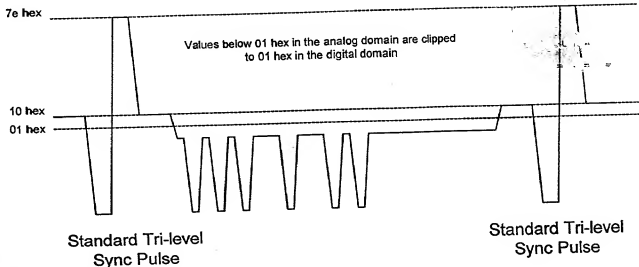 7e hex
Values below 01 hex in the analog domain are clipped
to 01 hex in the digital domain
10 hex
01 hex
Standard Tri-level
Sync Pulse
Standard Tri-level
Sync Pulse